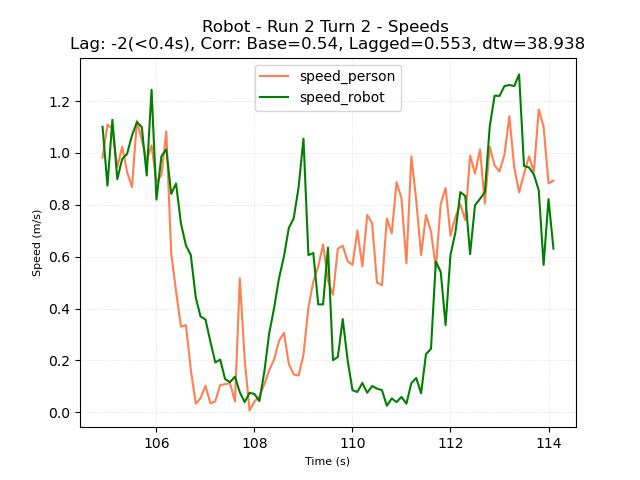 Robot - Run 2 Turn 2 - Speeds
Lag: -2(<0.4s), Corr: Base=0.54, Lagged=0.553, dtw=38.938
speed_person
speed_robot
Speed (m/s)
1.2
1.0
0.8
0.6
0.4
0.2
0.0
106
108
110
112
114
Time (s)